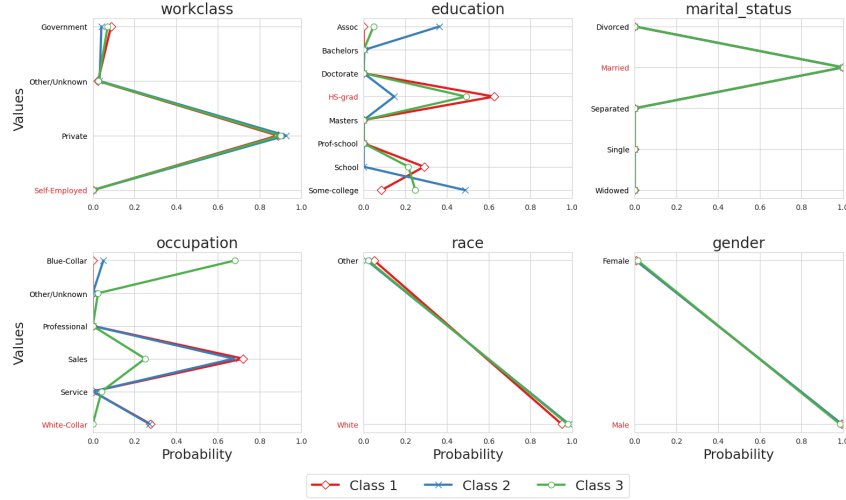 workclass
Values
Government
Other/Unknown
Private
Self-Employed
0.0 0.2 0.4 0.6 0.8 1.0
education
Assoc
Bachelors
Doctorate
HS-grad
Masters
Prof-school
School
Some-college
0.0 0.2 0.4 0.6 0.8 1.0
marital_status
Divorced
Married
Separated
Single
Widowed
0.0 0.2 0.4 0.6 0.8 1.0
occupation
Values
Blue-Collar
Other/Unknown
Professional
Sales
Service
White-Collar
0.0 0.2 0.4 0.6 0.8 1.0
Probability
race
Other
White
0.0 0.2 0.4 0.6 0.8 1.0
Probability
gender
Female
Male
0.0 0.2 0.4 0.6 0.8 1.0
Probability
Class 1 Class 2 Class 3